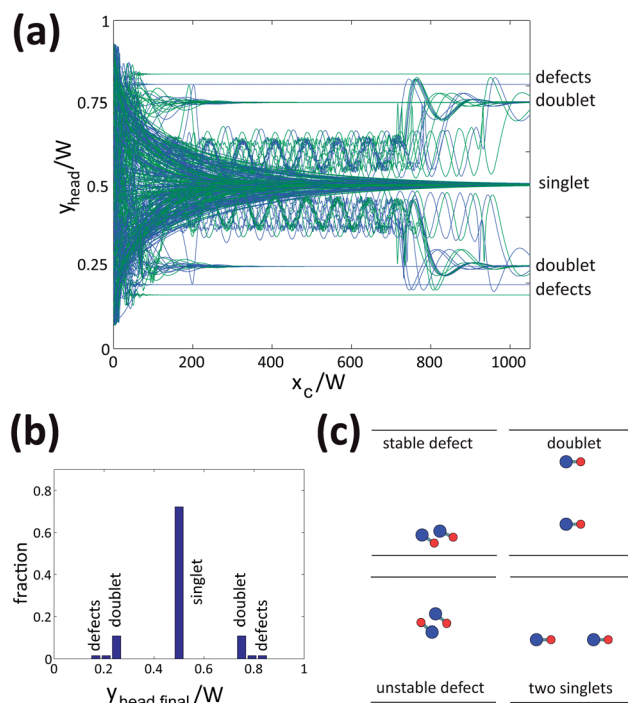 (a)
1
0.75
0.5
0.25
0
y_head/W
defects
doublet
singlet
doublet
defects
0 200 400 600 800 1000
x_c/W
(b)
0.8
0.6
0.4
0.2
0
fraction
defects
doublet
singlet
doublet
defects
0 0.2 0.4 0.6 0.8 1
y_head final/W
(c)
stable defect
doublet
unstable defect
two singlets